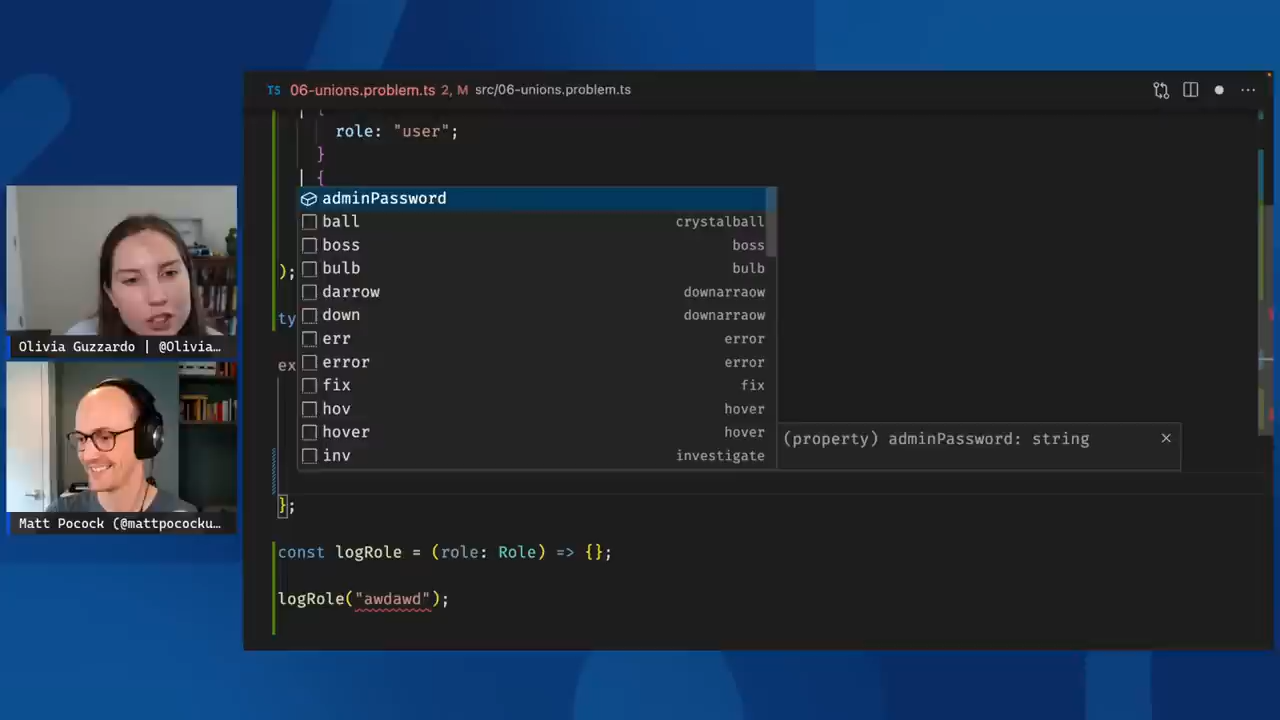 TS 06-unions.problem.ts 2, M src/06-unions.problem.ts
| {
role: "user";
}
| {
adminPassword
ball crystalball
boss boss
bulb bulb
);
darrow downarraow
down downarraow
ty
err error
error error
ex
fix fix
hov hover
hover hover
(property) adminPassword: string
inv investigate
};
const logRole = (role: Role) => {};
logRole("awdawd");
Olivia Guzzardo | @Olivia…
Matt Pocock (@mattpococku…